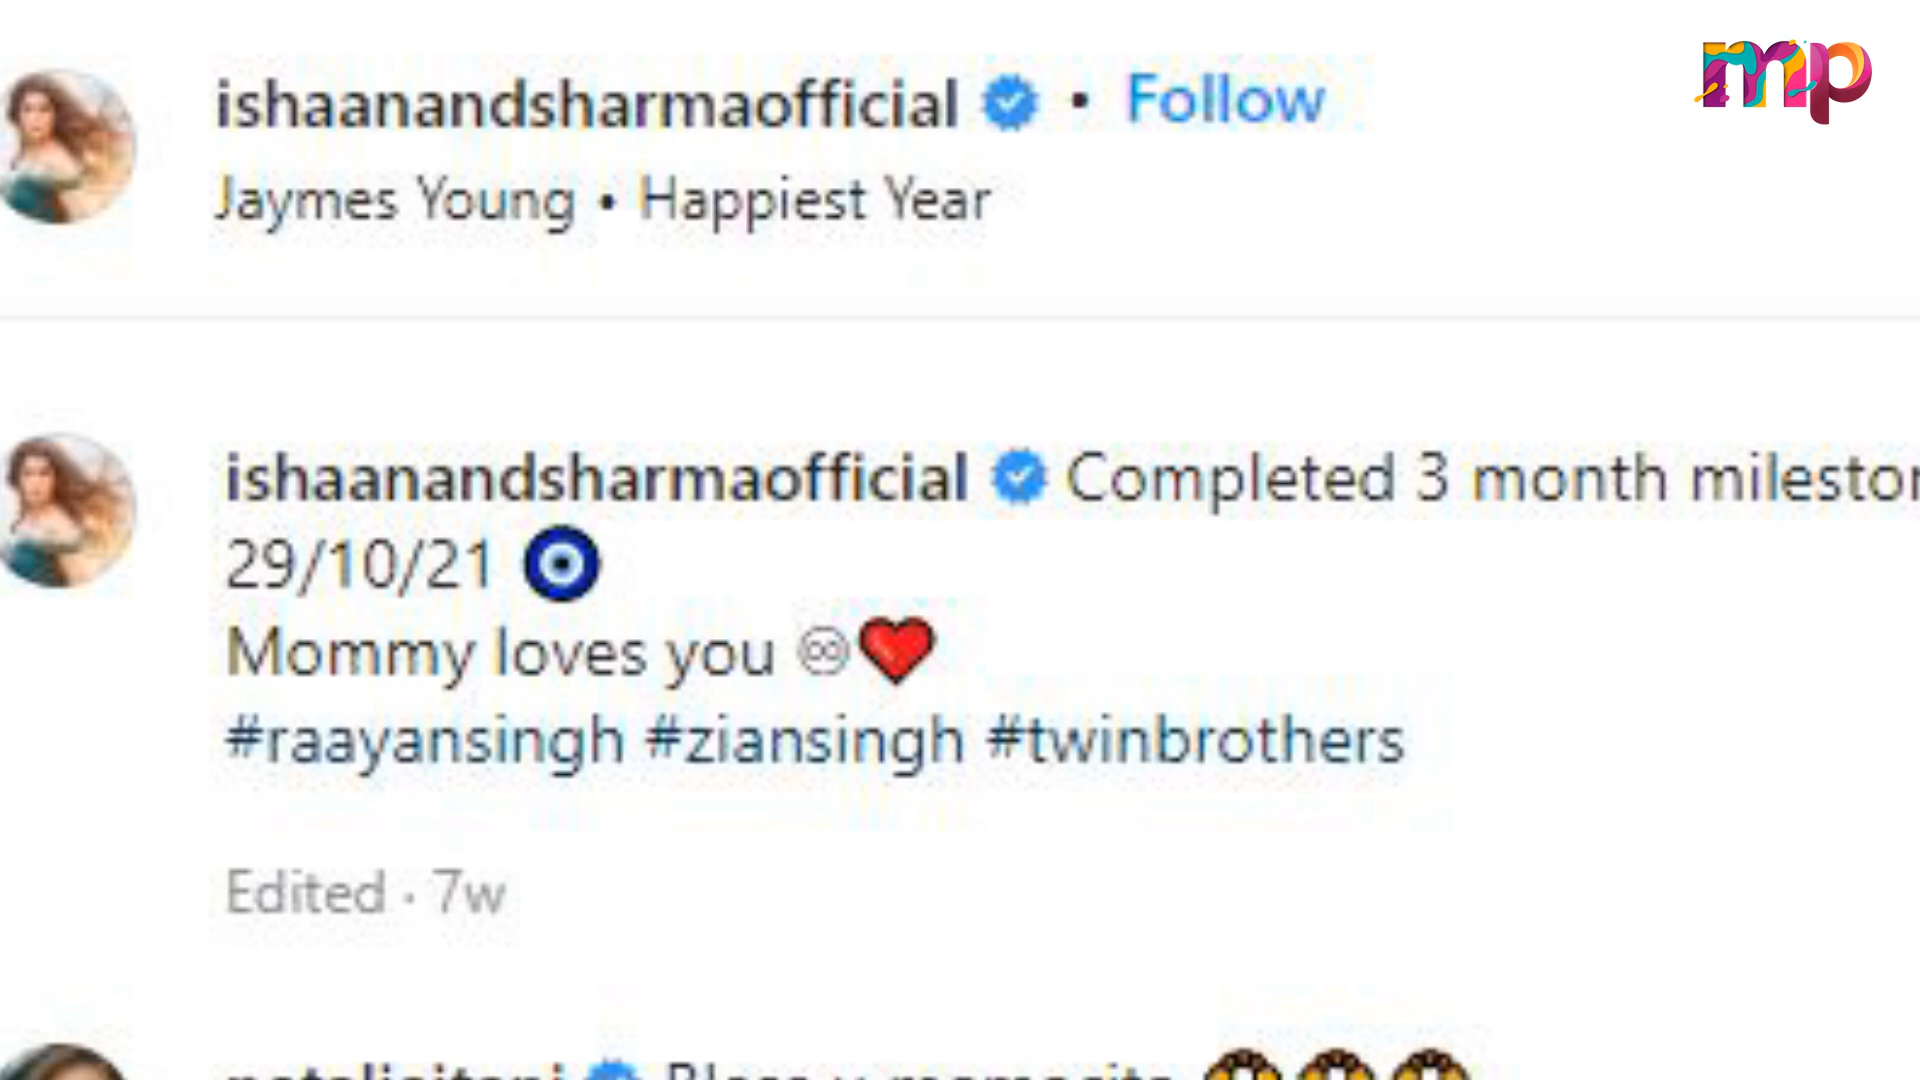 mp
ishaanandsharmaofficial • Follow
Jaymes Young • Happiest Year
ishaanandsharmaofficial Completed 3 month
29/10/21 🧿
Mommy loves you ♾❤️
#raayansingh #ziansingh #twinbrothers
Edited · 7w